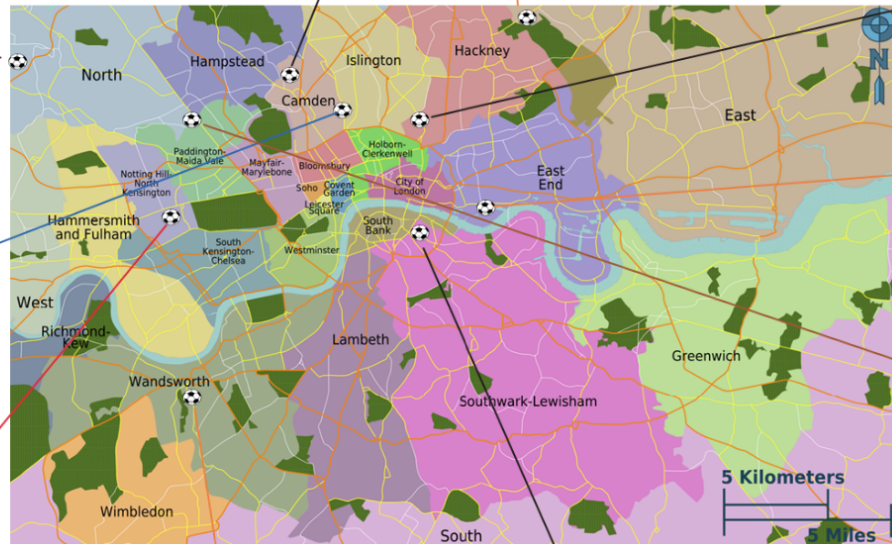 Hackney
Islington
Hampstead
North
N
Camden
East
Holborn-
Clerkenwell
Paddington-
Maida Vale
Mayfair-
Marylebone
Bloomsbury
East
End
Notting Hill-
North
Kensington
Soho
Covent
Garden
City of
London
Leicester
Square
Hammersmith
and Fulham
South
Bank
South
Kensington-
Chelsea
Westminster
West
Richmond-
Kew
Lambeth
Greenwich
Wandsworth
Southwark-Lewisham
5 Kilometers
Wimbledon
South
5 Miles